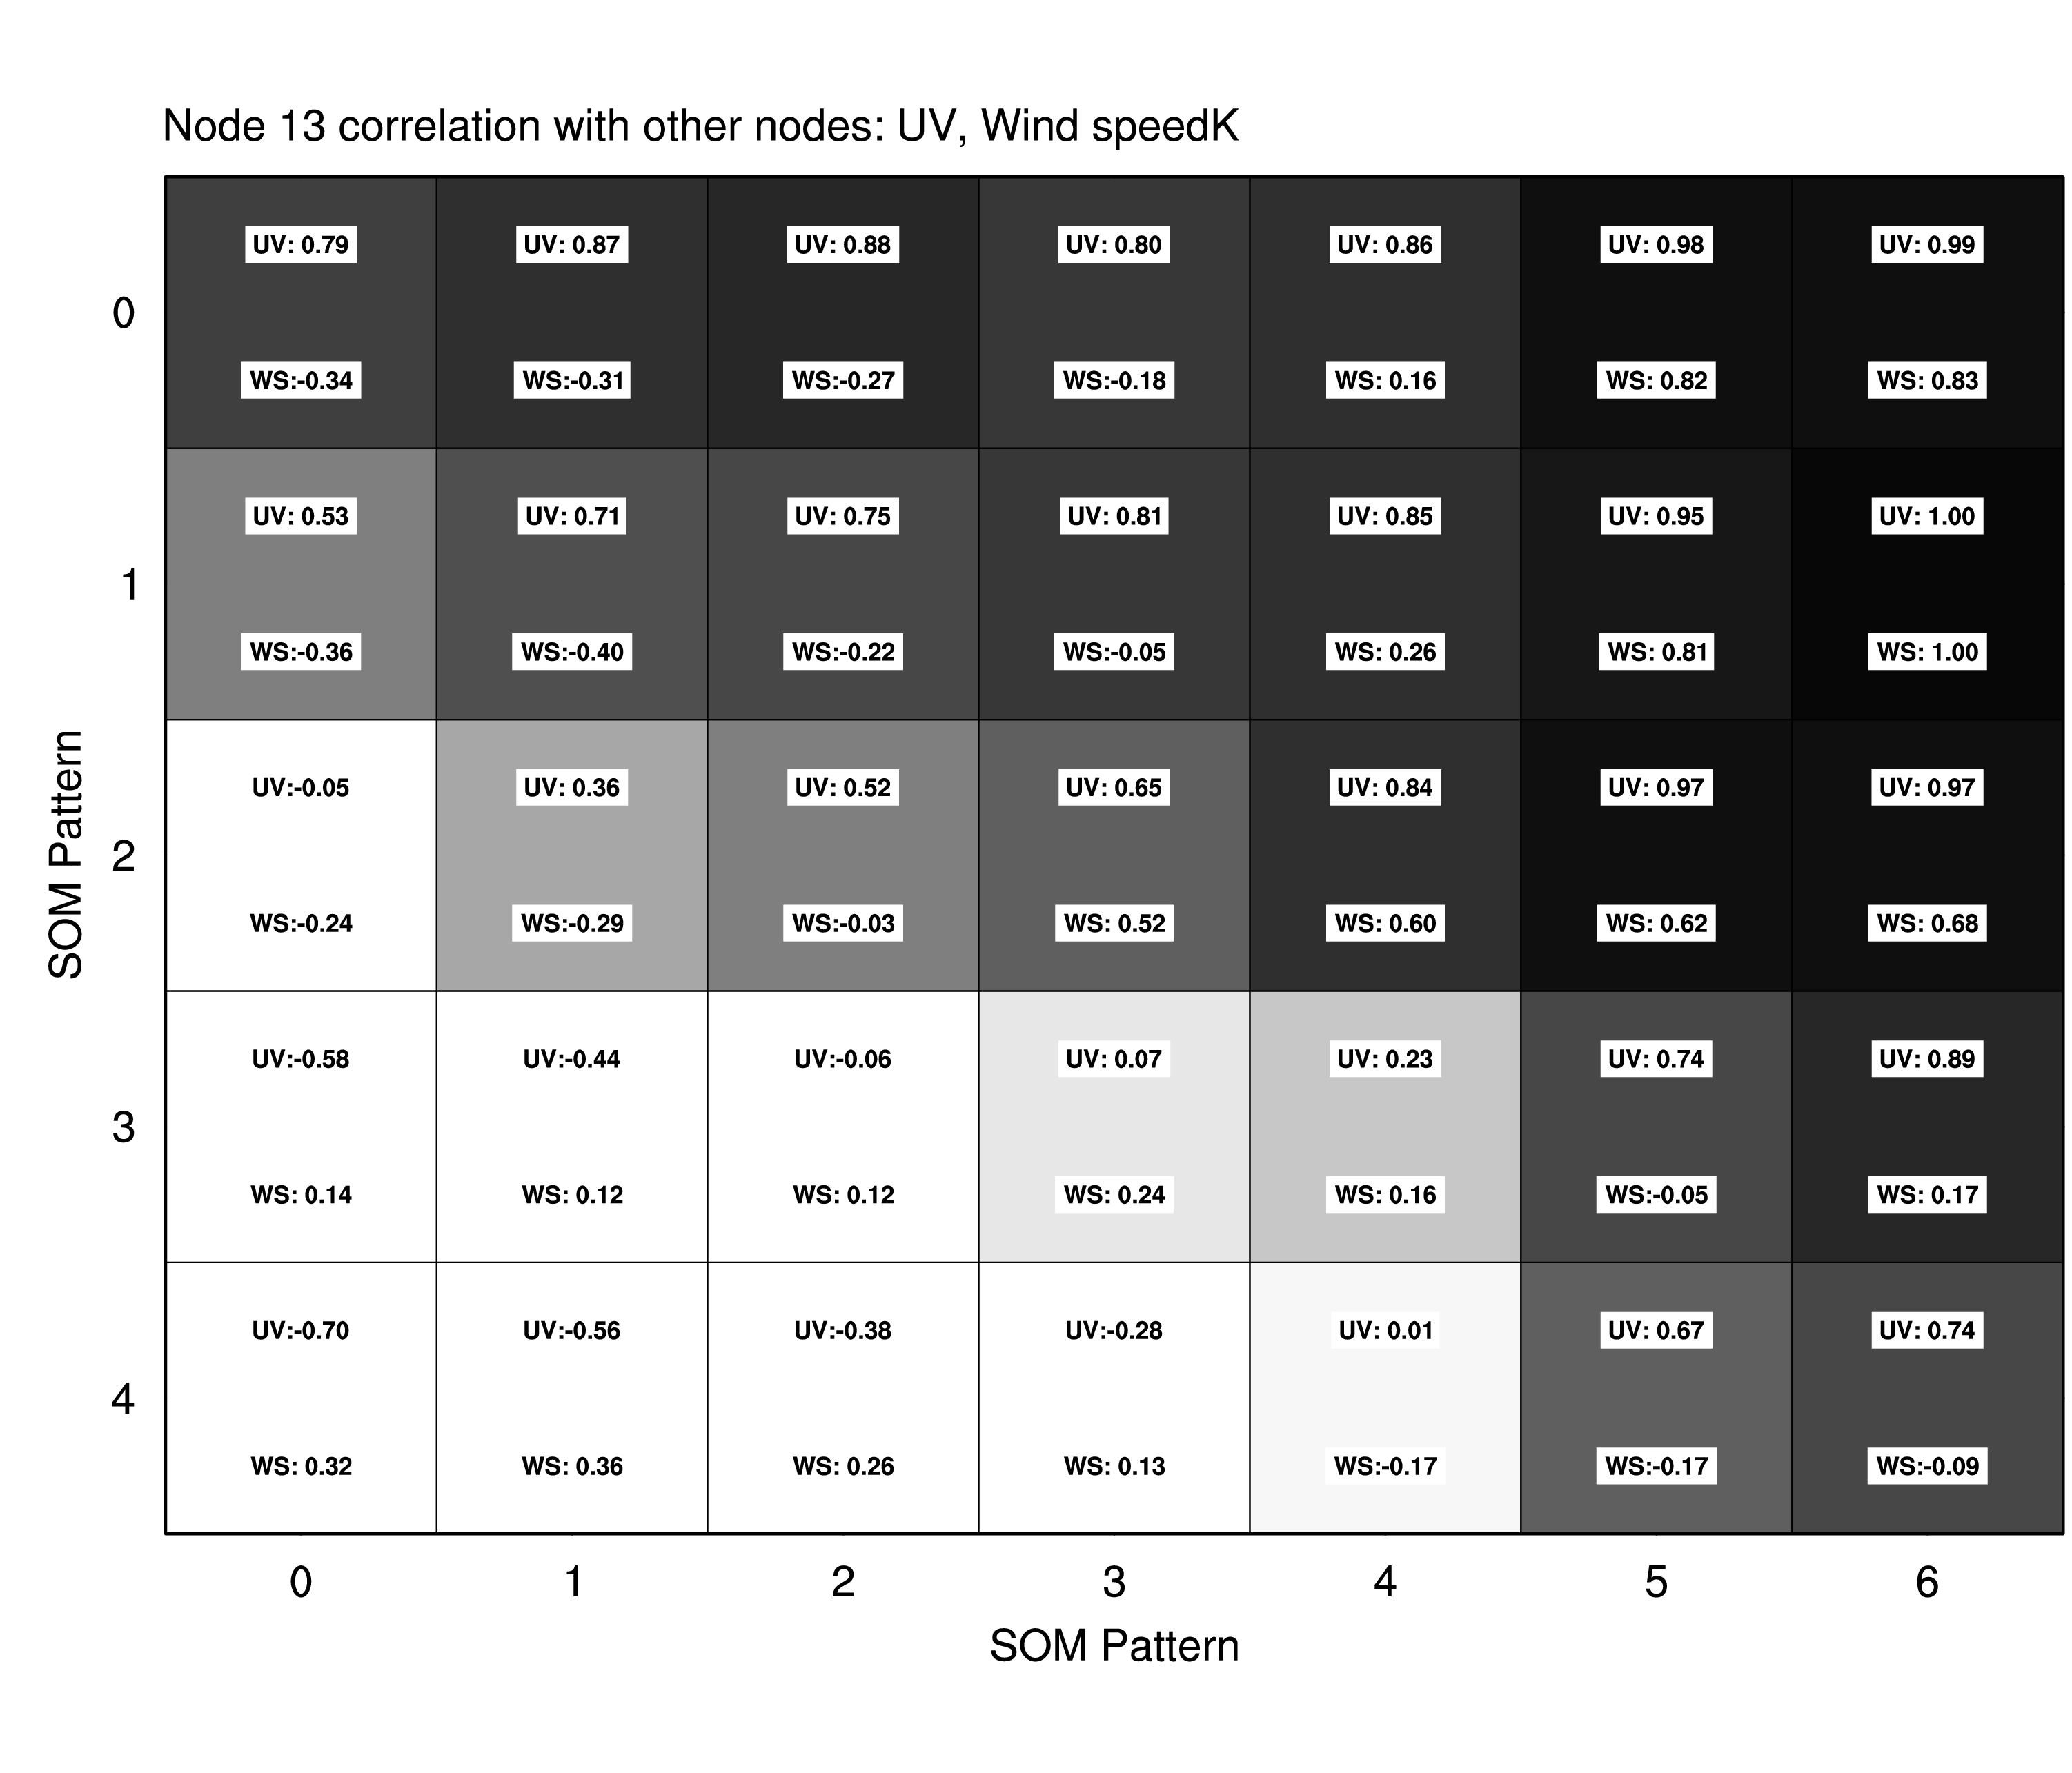 Node 13 correlation with other nodes: UV, Wind speedK
UV: 0.79 UV: 0.87 UV: 0.88 UV: 0.80 UV: 0.86 UV: 0.98 UV: 0.99
0
WS:-0.34 WS:-0.31 WS:-0.27 WS:-0.18 WS: 0.16 WS: 0.82 WS: 0.83
UV: 0.53 UV: 0.71 UV: 0.75 UV: 0.81 UV: 0.85 UV: 0.95 UV: 1.00
1
WS:-0.36 WS:-0.40 WS:-0.22 WS:-0.05 WS: 0.26 WS: 0.81 WS: 1.00
UV:-0.05 UV: 0.36 UV: 0.52 UV: 0.65 UV: 0.84 UV: 0.97 UV: 0.97
SOM Pattern
2
WS:-0.24 WS:-0.29 WS:-0.03 WS: 0.52 WS: 0.60 WS: 0.62 WS: 0.68
UV:-0.58 UV:-0.44 UV:-0.06 UV: 0.07 UV: 0.23 UV: 0.74 UV: 0.89
3
WS: 0.14 WS: 0.12 WS: 0.12 WS: 0.24 WS: 0.16 WS:-0.05 WS: 0.17
UV:-0.70 UV:-0.56 UV:-0.38 UV:-0.28 UV: 0.01 UV: 0.67 UV: 0.74
4
WS: 0.32 WS: 0.36 WS: 0.26 WS: 0.13 WS:-0.17 WS:-0.17 WS:-0.09
0 1 2 3 4 5 6
SOM Pattern